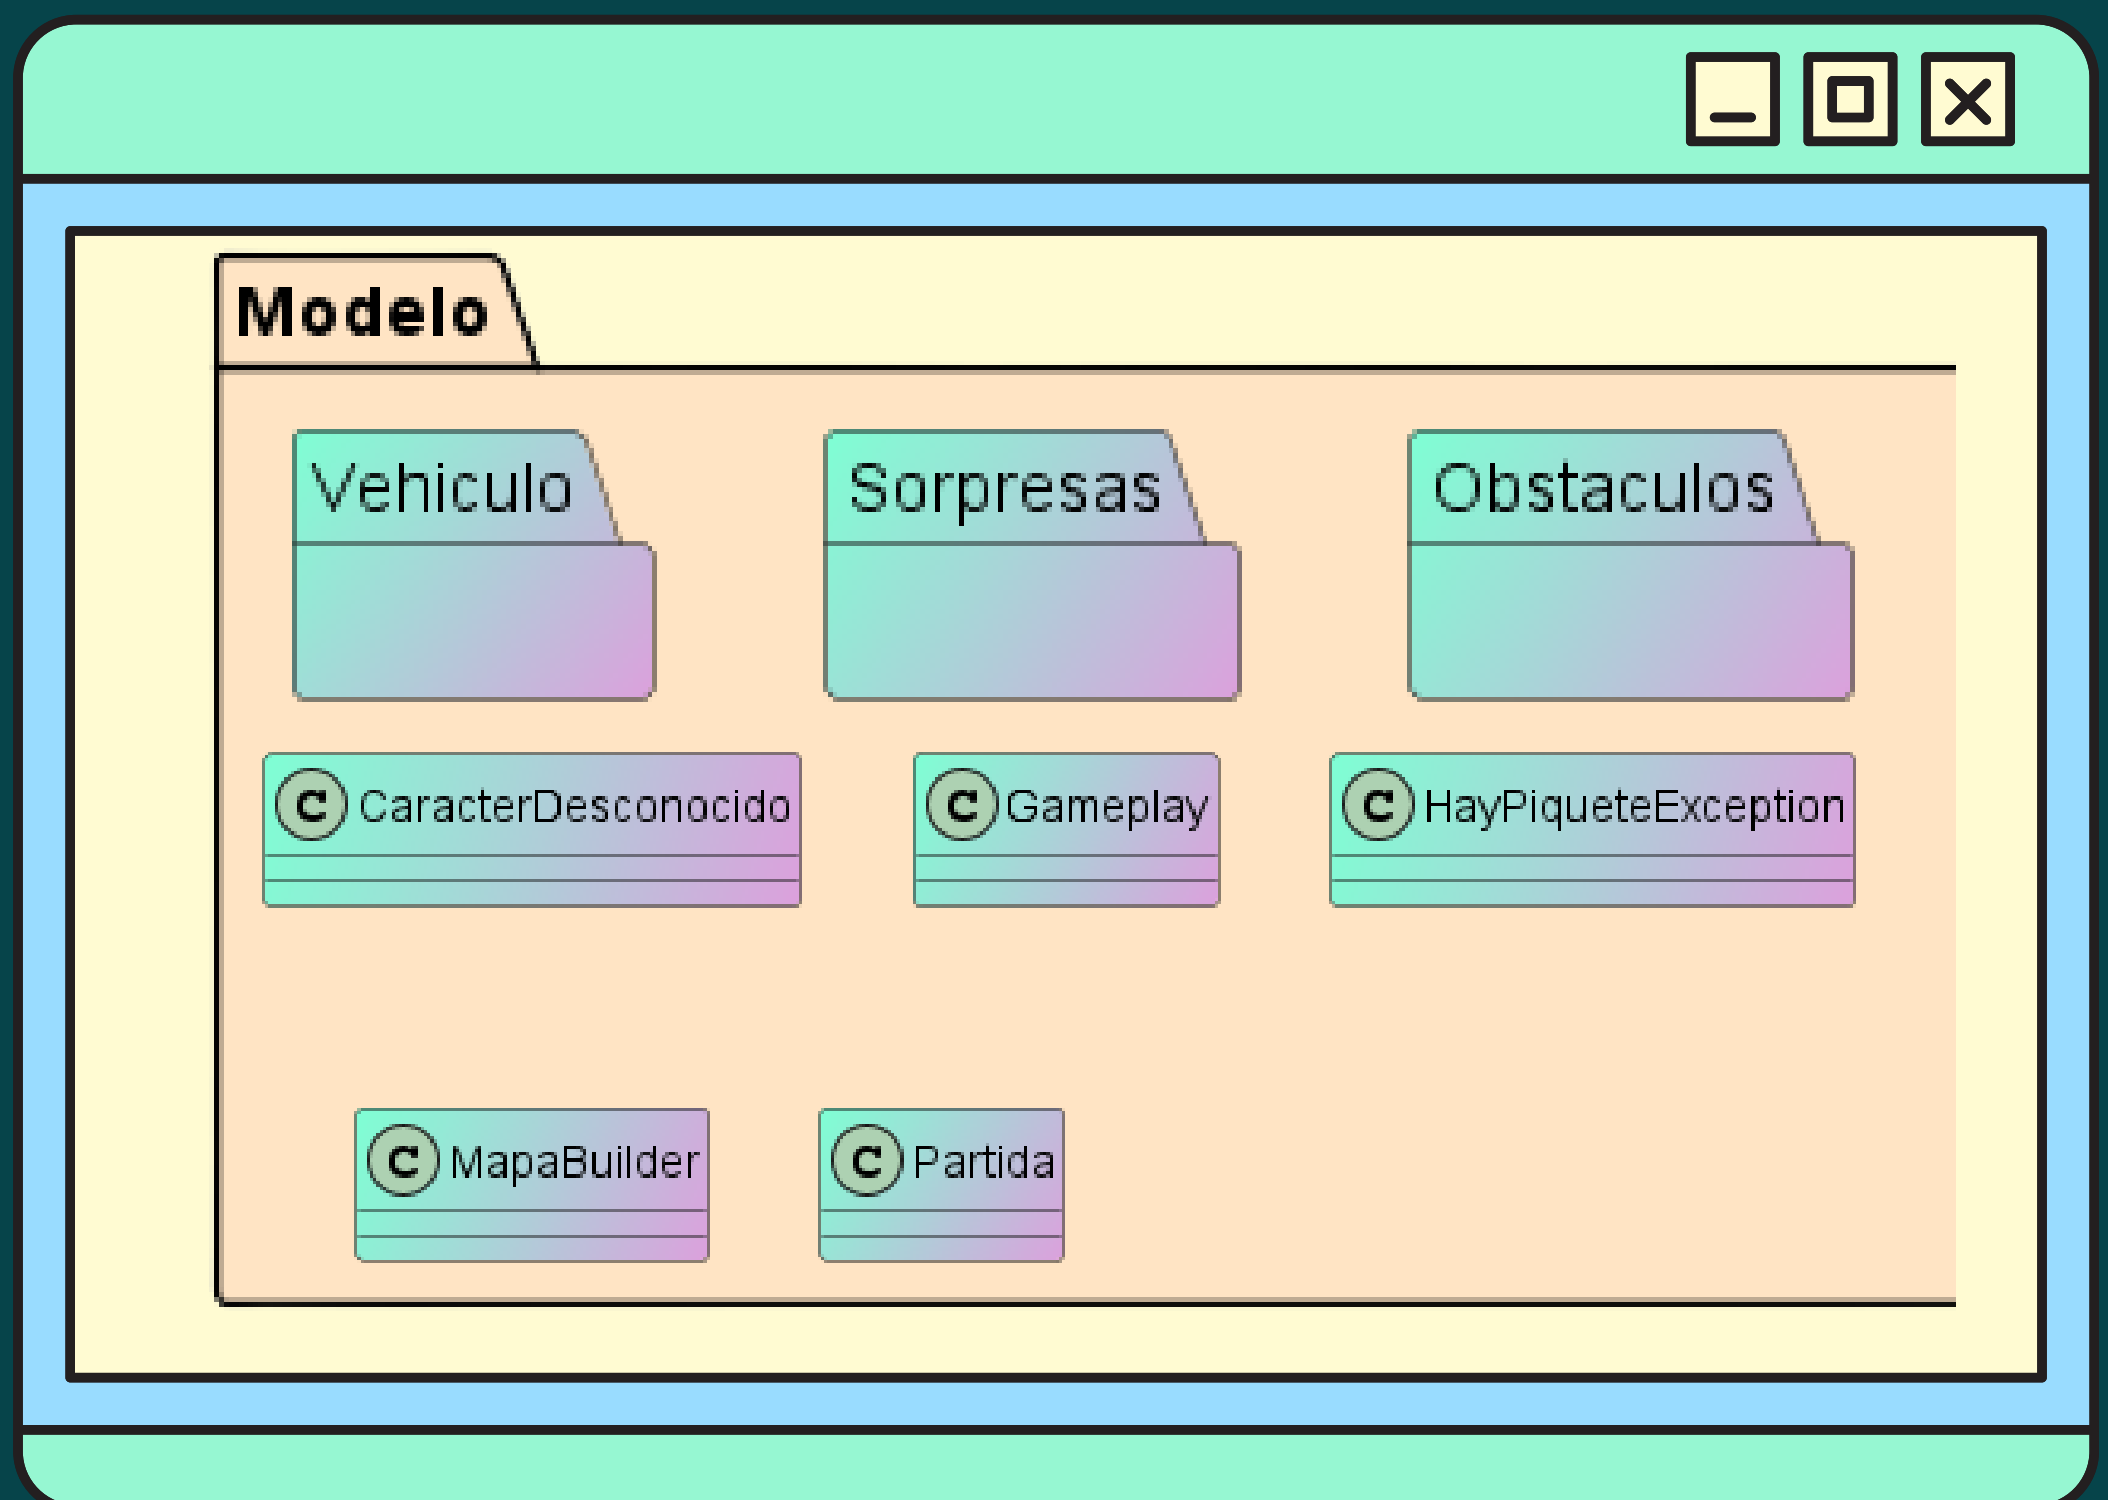 Modelo
Vehiculo
Sorpresas
Obstaculos
C CaracterDesconocido
C Gameplay
C HayPiqueteException
C MapaBuilder
C Partida